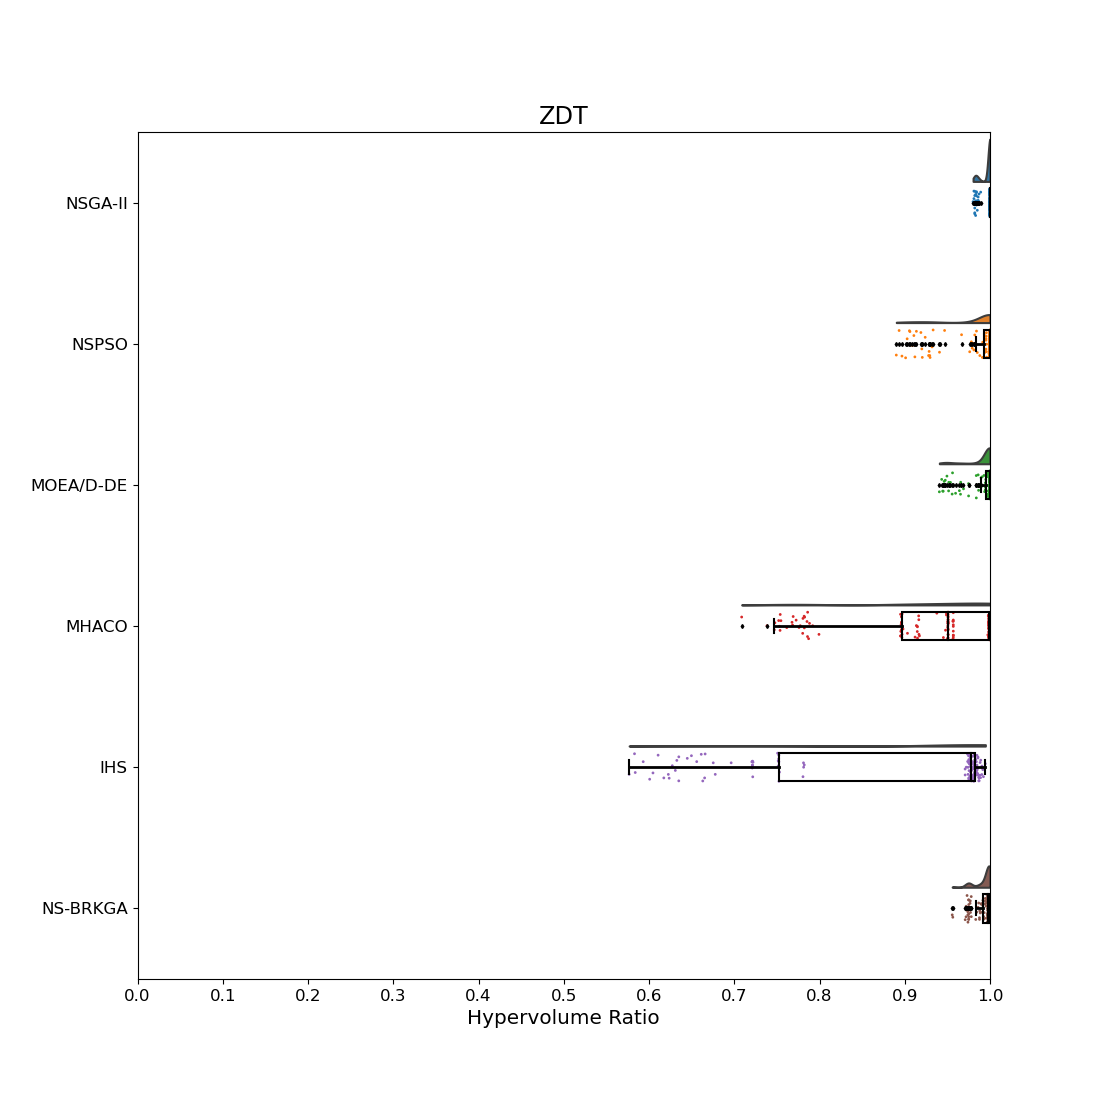 ZDT
NSGA-II
NSPSO
MOEA/D-DE
MHACO
IHS
NS-BRKGA
0.0 0.1 0.2 0.3 0.4 0.5 0.6 0.7 0.8 0.9 1.0
Hypervolume Ratio